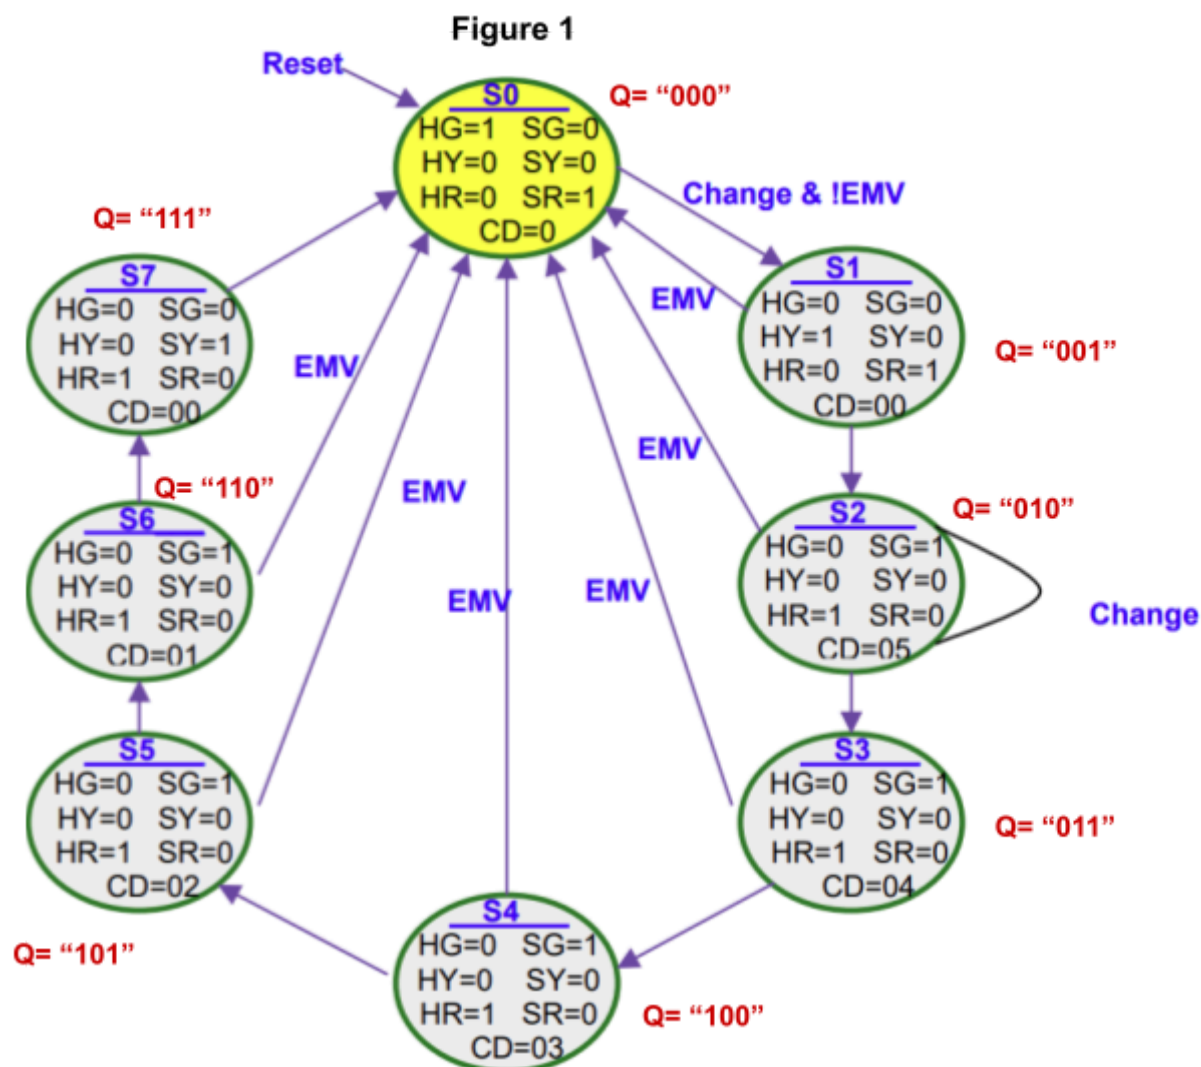 Figure 1
Reset
S0
HG=1 SG=0
HY=0 SY=0
HR=0 SR=1
CD=0
Q= “000”
Change & !EMV
S1
HG=0 SG=0
HY=1 SY=0
HR=0 SR=1
CD=00
Q= “001”
EMV
S2
HG=0 SG=1
HY=0 SY=0
HR=1 SR=0
CD=05
Q= “010”
Change
EMV
S3
HG=0 SG=1
HY=0 SY=0
HR=1 SR=0
CD=04
Q= “011”
EMV
S4
HG=0 SG=1
HY=0 SY=0
HR=1 SR=0
CD=03
Q= “100”
EMV
S5
HG=0 SG=1
HY=0 SY=0
HR=1 SR=0
CD=02
Q= “101”
EMV
S6
HG=0 SG=1
HY=0 SY=0
HR=1 SR=0
CD=01
Q= “110”
EMV
S7
HG=0 SG=0
HY=0 SY=1
HR=1 SR=0
CD=00
Q= “111”